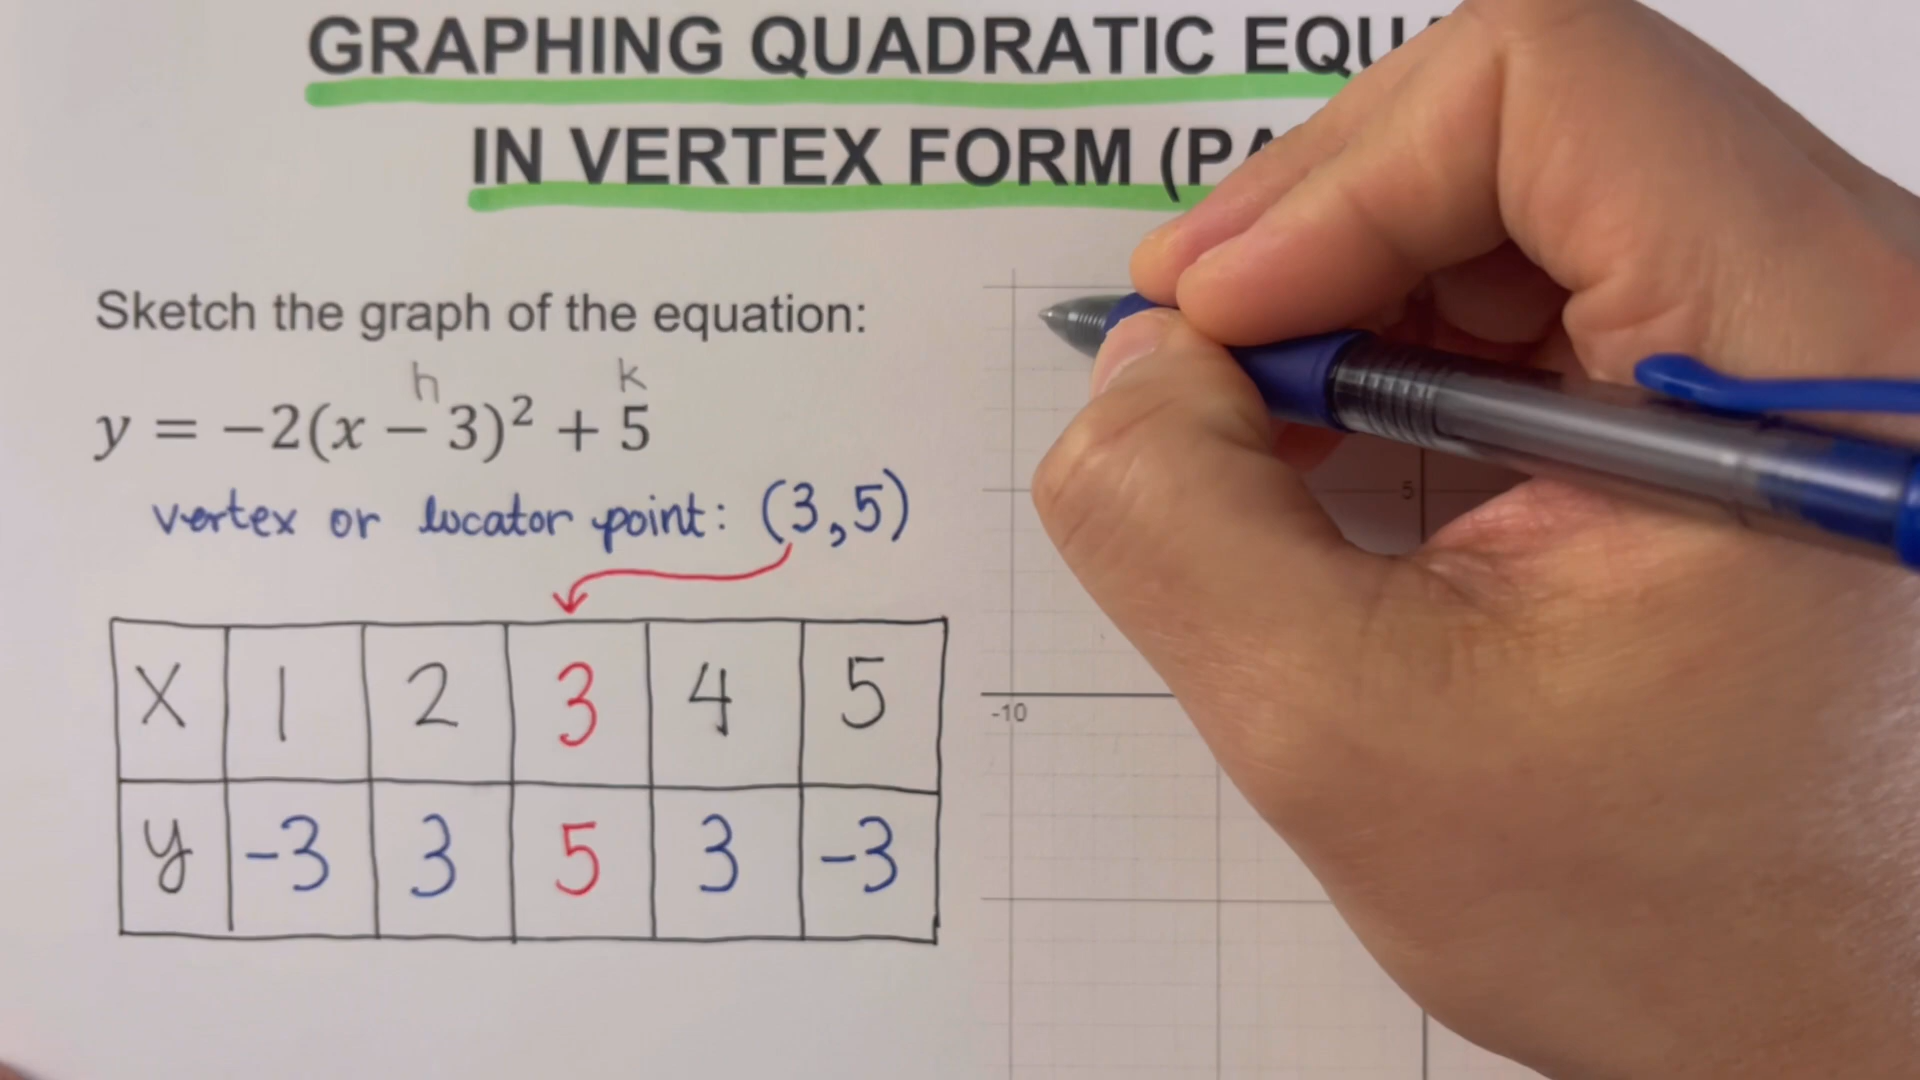 GRAPHING QUADRATIC EQU
IN VERTEX FORM (PA
Sketch the graph of the equation:
h k
y = −2(x − 3)² + 5
vertex or locator point: (3,5)
X 1 2 3 4 5
y -3 3 5 3 -3
5
-10